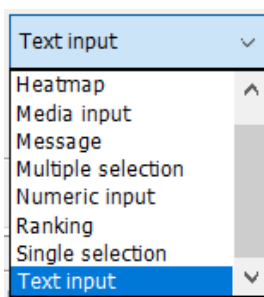 Text input
Heatmap
Media input
Message
Multiple selection
Numeric input
Ranking
Single selection
Text input